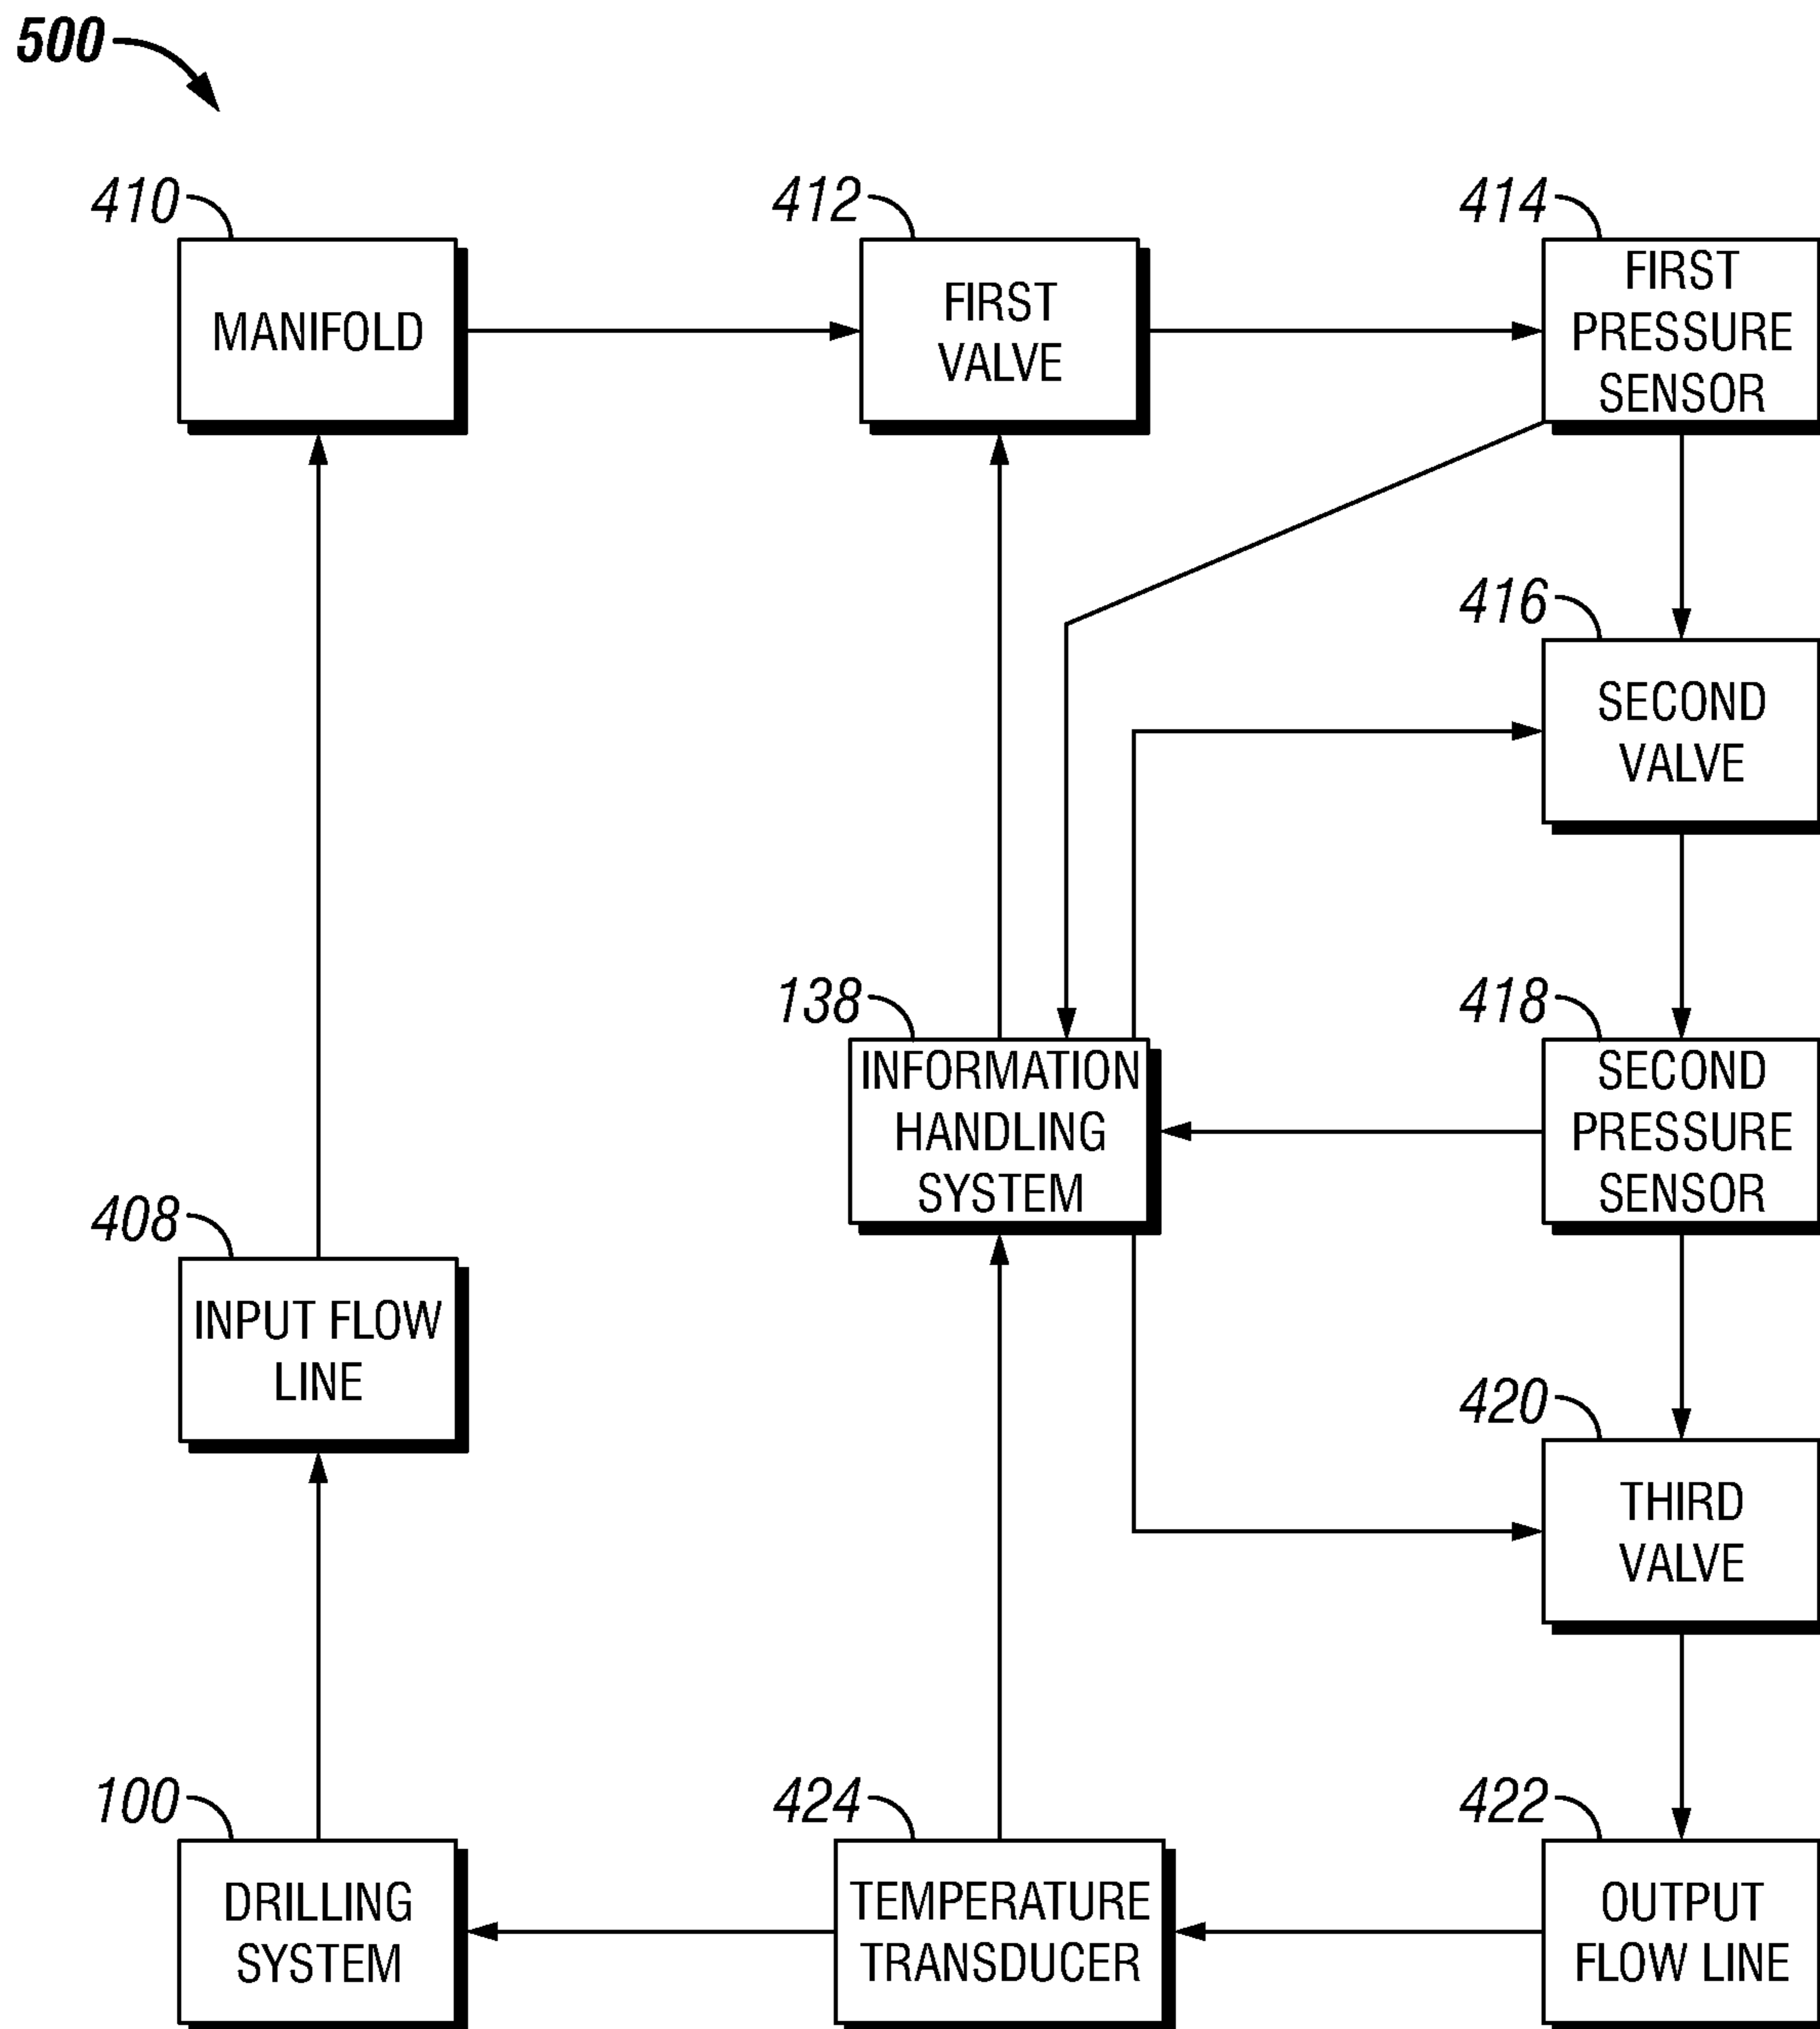 500
410
MANIFOLD
412
FIRST
VALVE
414
FIRST
PRESSURE
SENSOR
416
SECOND
VALVE
138
INFORMATION
HANDLING
SYSTEM
418
SECOND
PRESSURE
SENSOR
408
INPUT FLOW
LINE
420
THIRD
VALVE
100
DRILLING
SYSTEM
424
TEMPERATURE
TRANSDUCER
422
OUTPUT
FLOW LINE